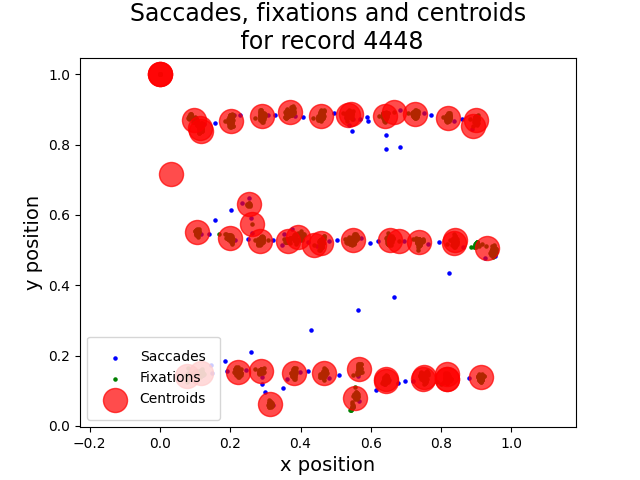 Saccades, fixations and centroids
for record 4448
1.0
0.8
0.6
0.4
0.2
0.0
y position
Saccades
Fixations
Centroids
−0.2 0.0 0.2 0.4 0.6 0.8 1.0
x position